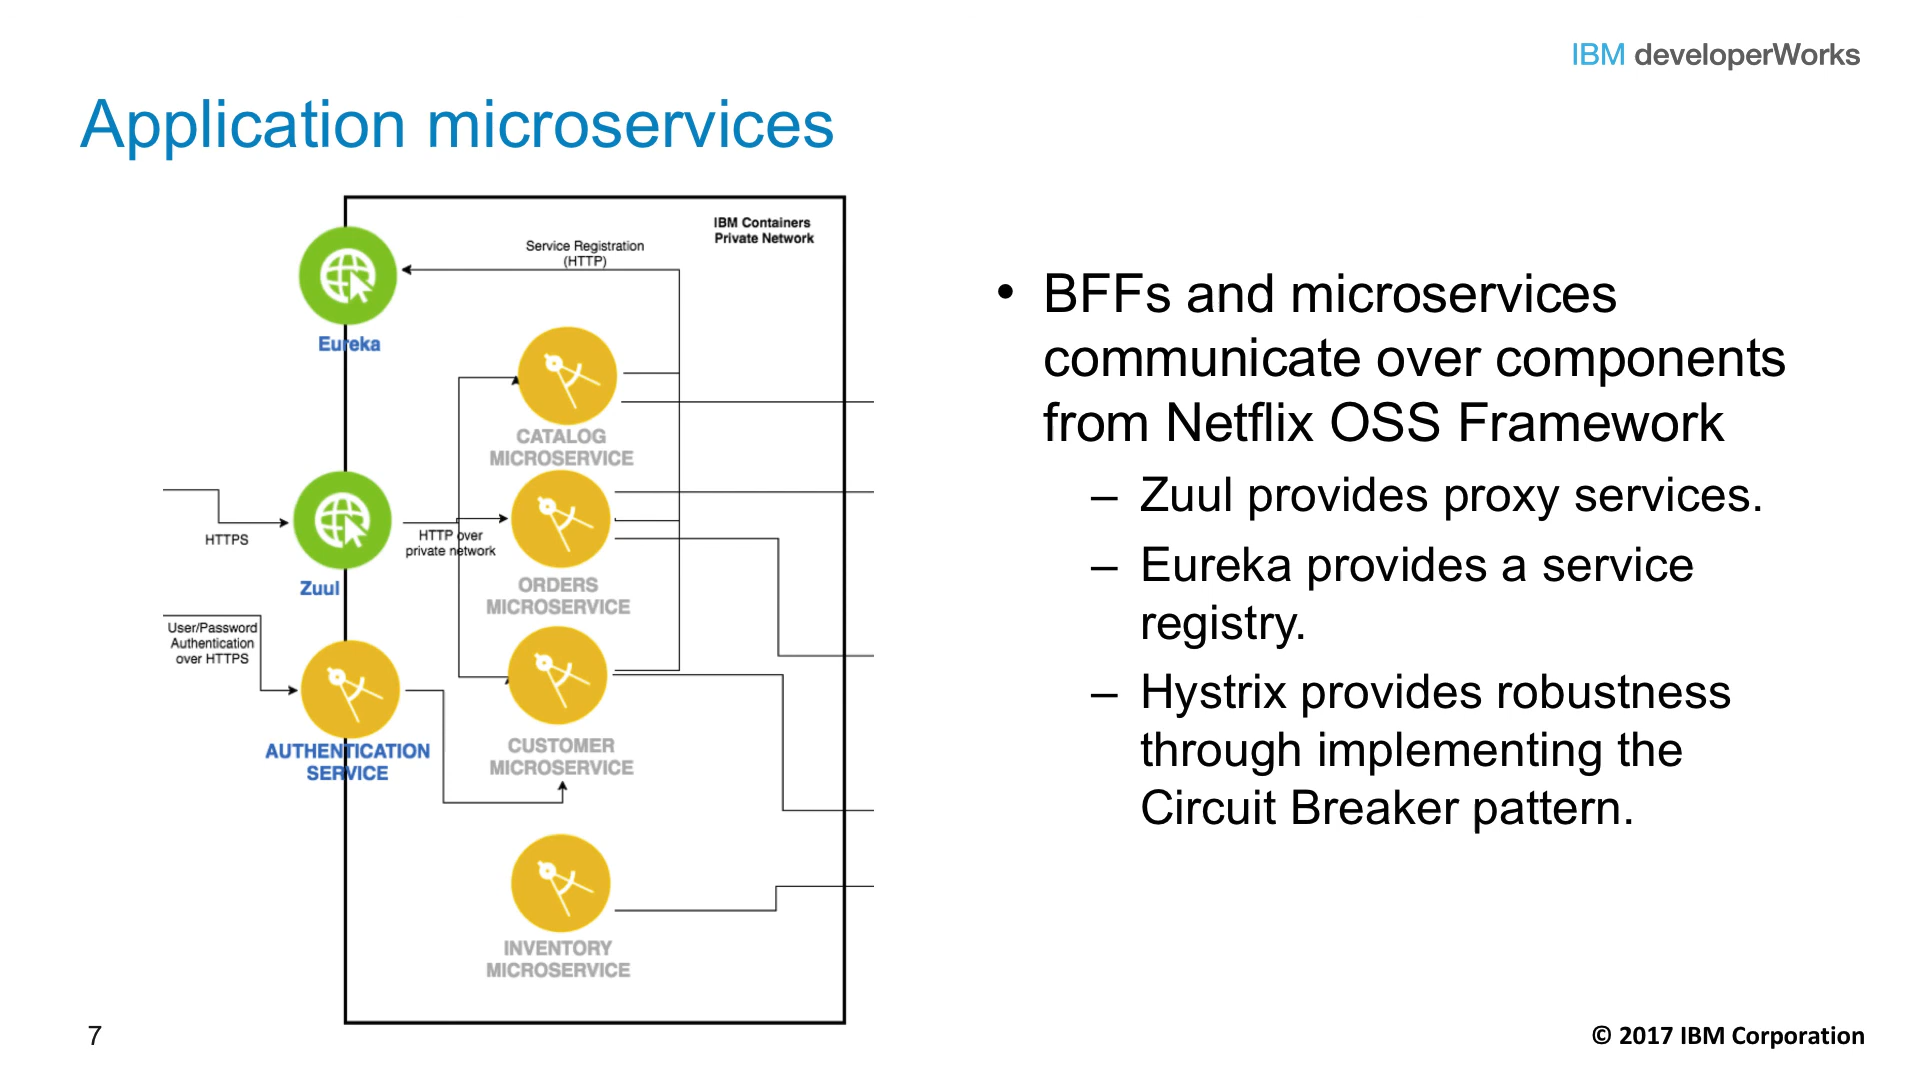 IBM developerWorks
Application microservices
IBM Containers
Private Network
Service Registration
(HTTP)
Eureka
CATALOG
MICROSERVICE
HTTPS
HTTP over
private network
Zuul
ORDERS
MICROSERVICE
User/Password
Authentication
over HTTPS
AUTHENTICATION
SERVICE
CUSTOMER
MICROSERVICE
INVENTORY
MICROSERVICE
• BFFs and microservices
communicate over components
from Netflix OSS Framework
– Zuul provides proxy services.
– Eureka provides a service
registry.
– Hystrix provides robustness
through implementing the
Circuit Breaker pattern.
7
© 2017 IBM Corporation